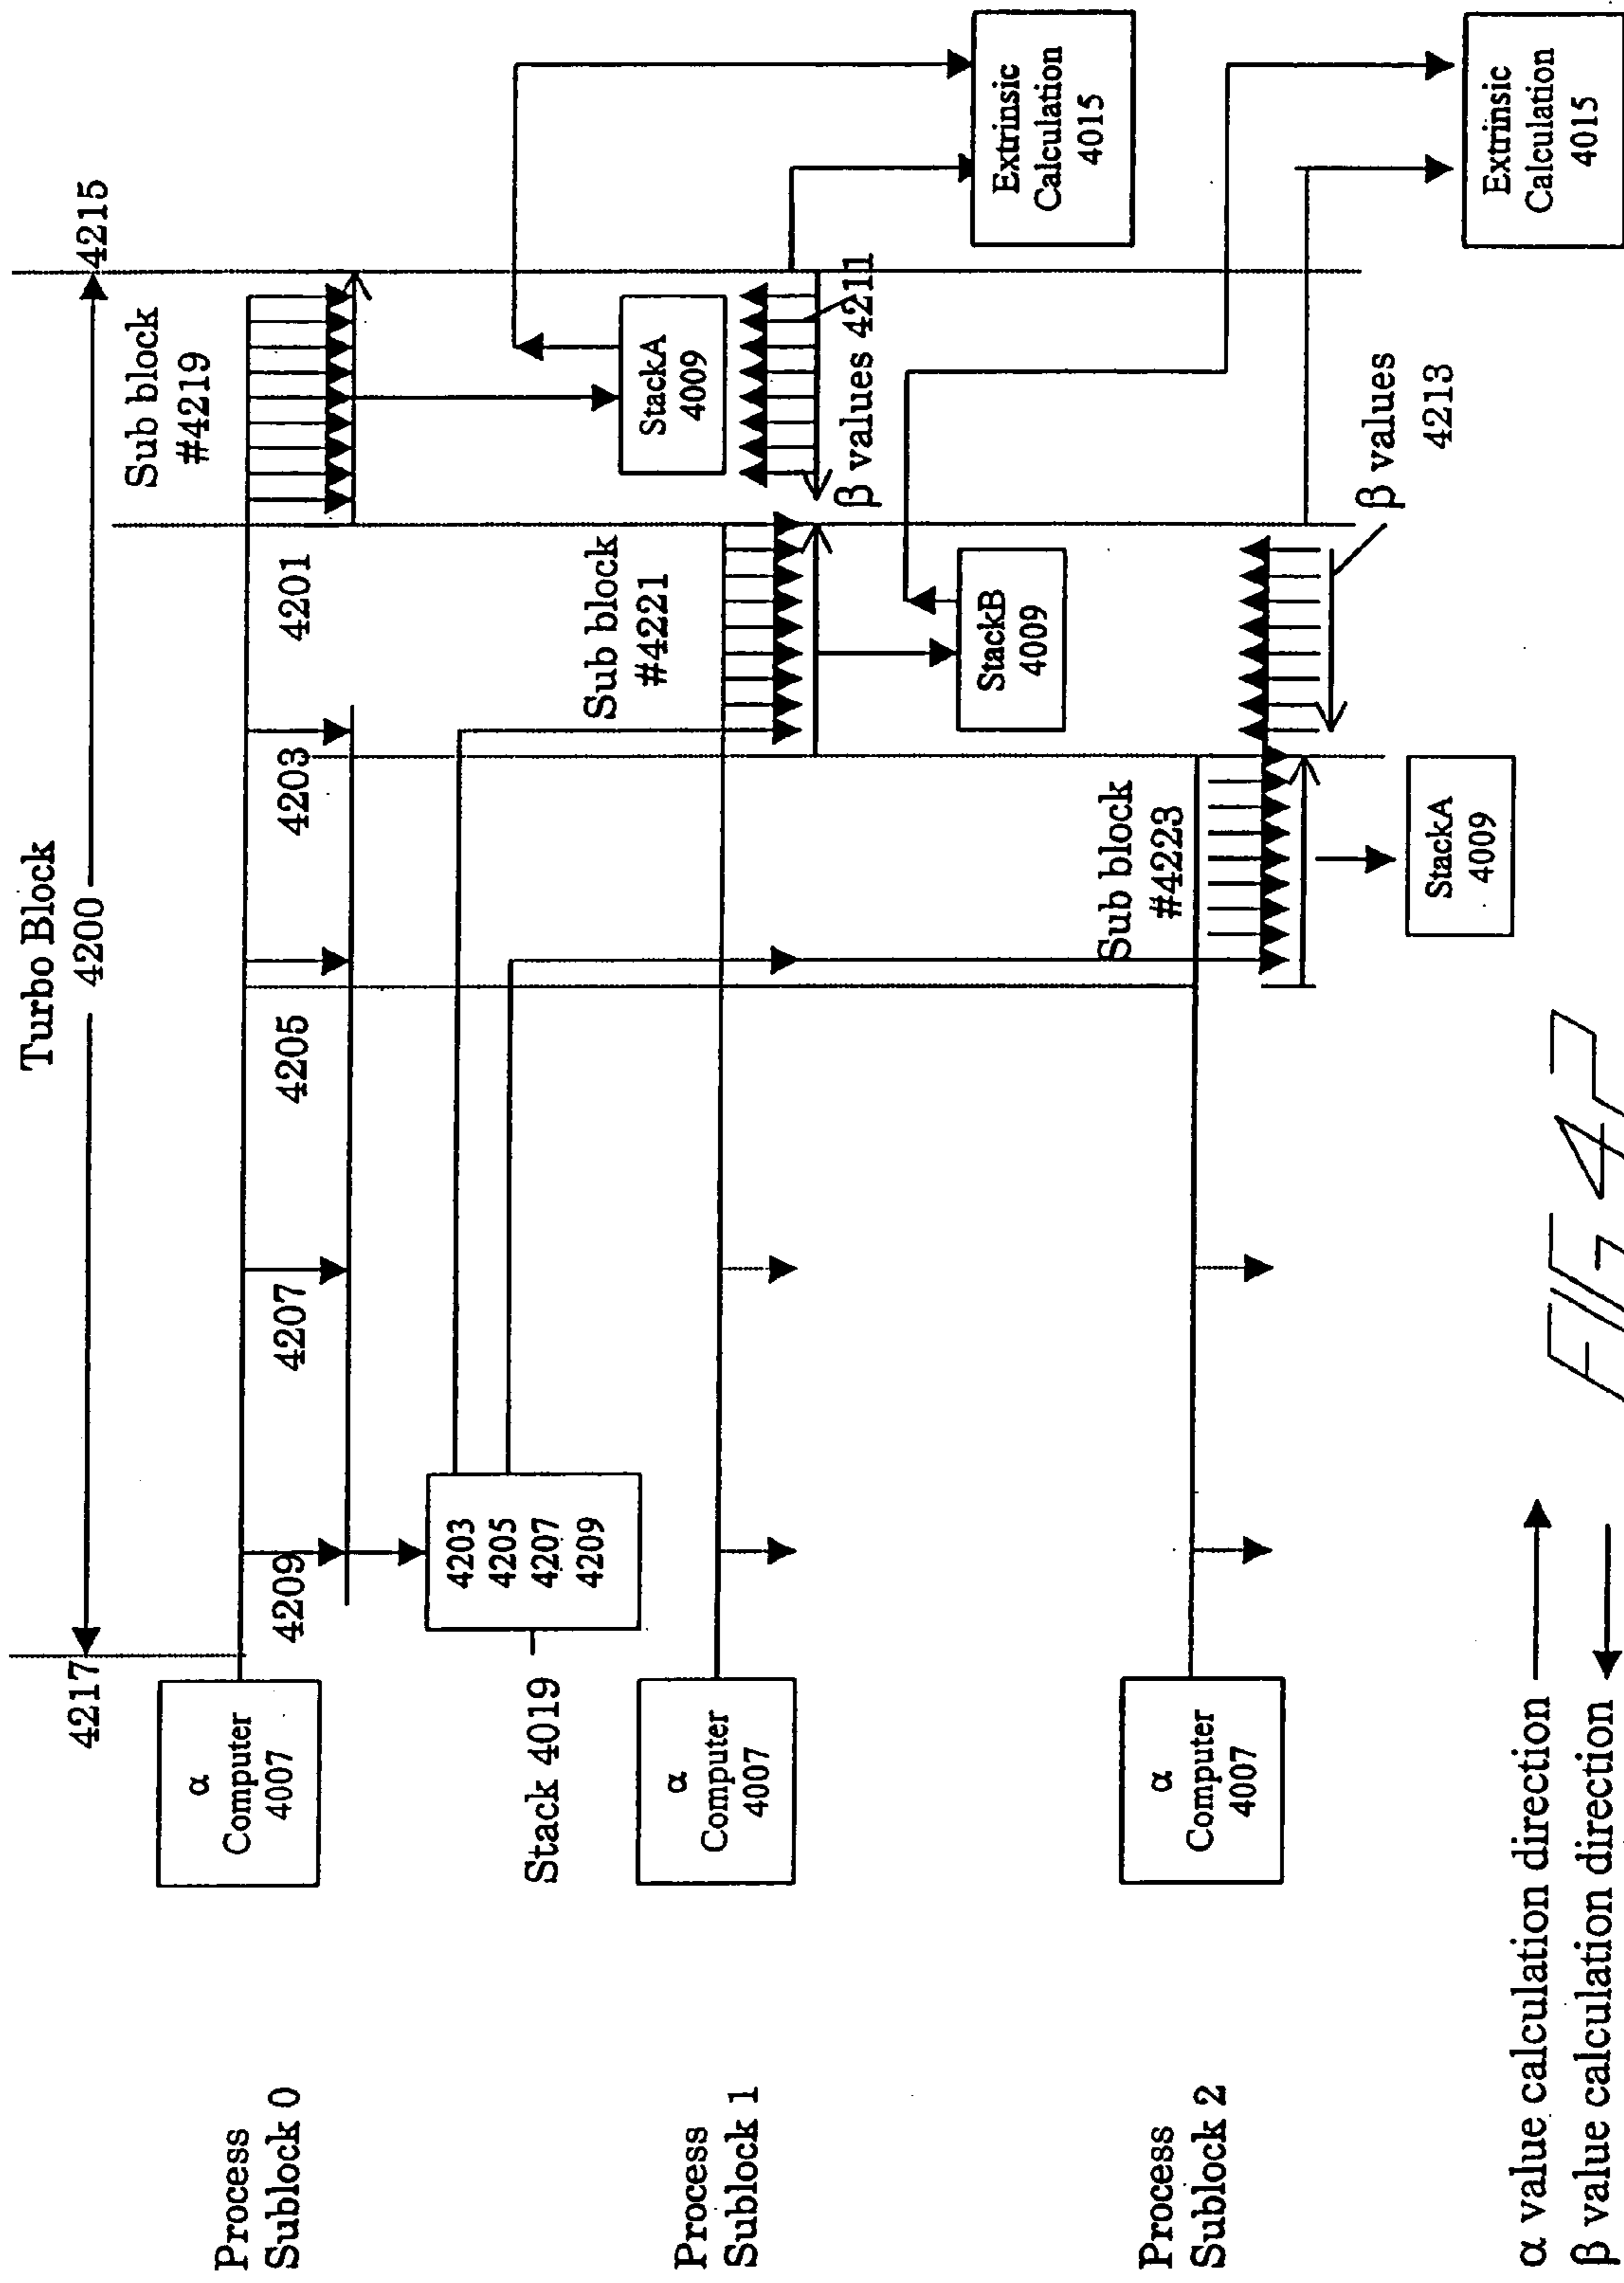 Turbo Block
4217
4200
4215
Process
Sublock 0
α
Computer
4007
4209
4207
4205
4203
4201
Sub block
#4219
Stack 4019
4203
4205
4207
4209
StackA
4009
Process
Sublock 1
α
Computer
4007
Sub block
#4221
β values 4211
StackB
4009
Extrinsic
Calculation
4015
Process
Sublock 2
α
Computer
4007
Sub block
#4223
β values
4213
StackA
4009
Extrinsic
Calculation
4015
α value calculation direction
β value calculation direction